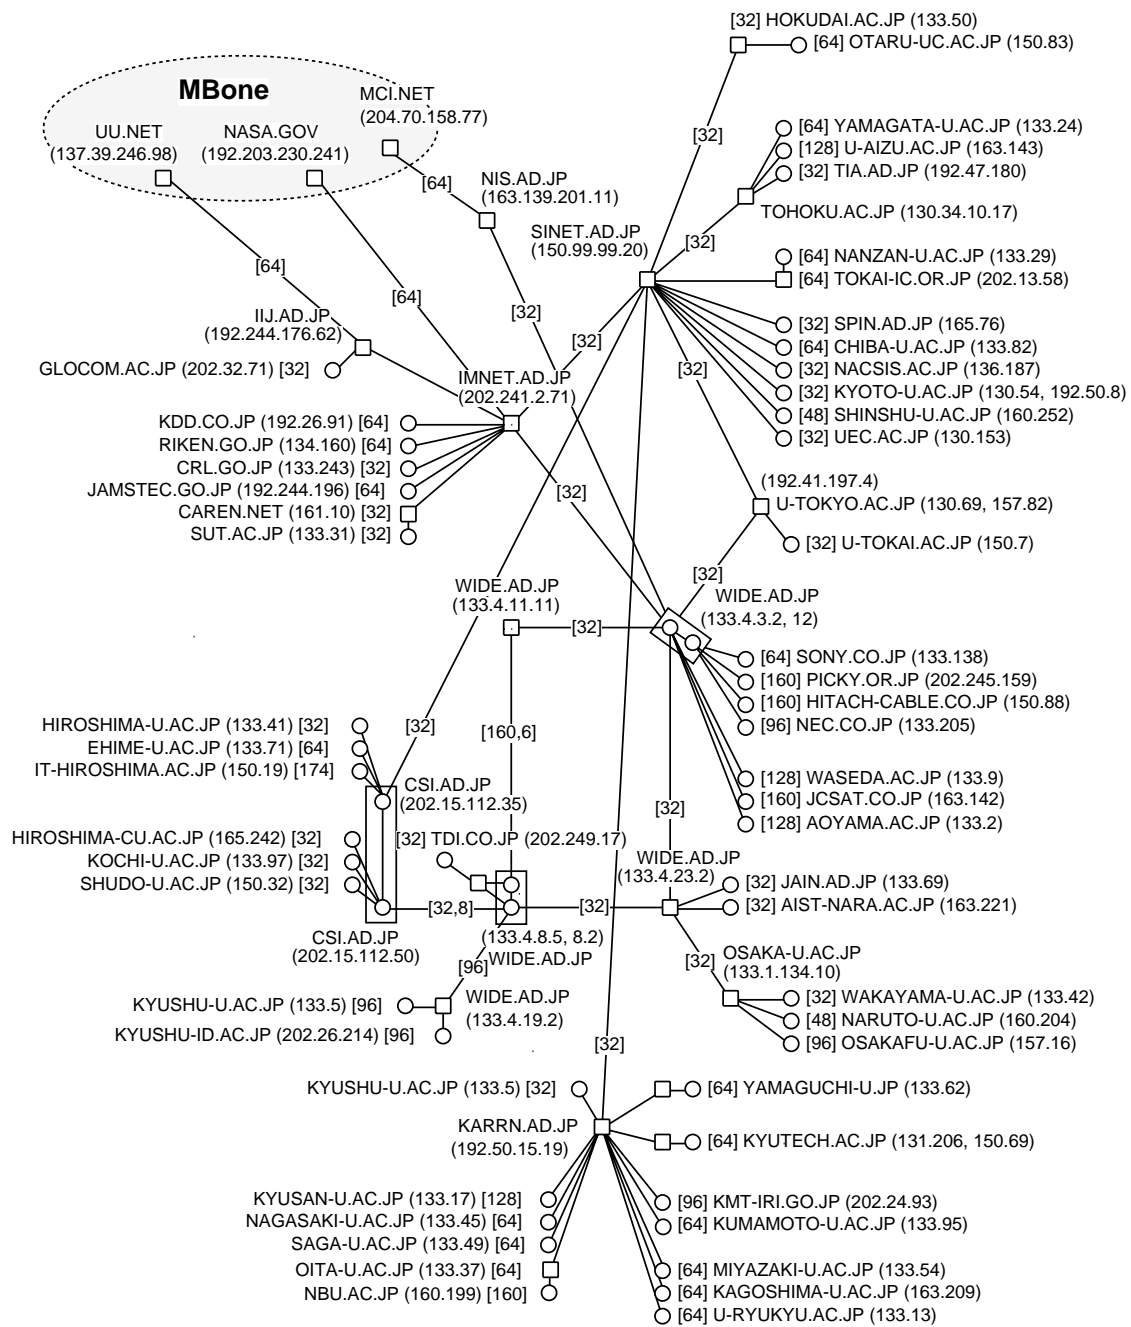 [32] HOKUDAI.AC.JP (133.50)
[64] OTARU-UC.AC.JP (150.83)
MBone
MCI.NET
(204.70.158.77)
UU.NET
(137.39.246.98)
NASA.GOV
(192.203.230.241)
[32]
[64] YAMAGATA-U.AC.JP (133.24)
[128] U-AIZU.AC.JP (163.143)
[32] TIA.AD.JP (192.47.180)
TOHOKU.AC.JP (130.34.10.17)
[64]
NIS.AD.JP
(163.139.201.11)
SINET.AD.JP
(150.99.99.20)
[32]
[64] NANZAN-U.AC.JP (133.29)
[64] TOKAI-IC.OR.JP (202.13.58)
[64]
[64]
[32]
IIJ.AD.JP
(192.244.176.62)
[32]
[32] SPIN.AD.JP (165.76)
[64] CHIBA-U.AC.JP (133.82)
[32] NACSIS.AC.JP (136.187)
[32] KYOTO-U.AC.JP (130.54, 192.50.8)
[48] SHINSHU-U.AC.JP (160.252)
[32] UEC.AC.JP (130.153)
GLOCOM.AC.JP (202.32.71) [32]
[32]
IMNET.AD.JP
(202.241.2.71)
KDD.CO.JP (192.26.91) [64]
RIKEN.GO.JP (134.160) [64]
CRL.GO.JP (133.243) [32]
JAMSTEC.GO.JP (192.244.196) [64]
CAREN.NET (161.10) [32]
SUT.AC.JP (133.31) [32]
[32]
(192.41.197.4)
U-TOKYO.AC.JP (130.69, 157.82)
[32] U-TOKAI.AC.JP (150.7)
[32]
WIDE.AD.JP
(133.4.11.11)
WIDE.AD.JP
(133.4.3.2, 12)
[32]
[64] SONY.CO.JP (133.138)
[160] PICKY.OR.JP (202.245.159)
[160] HITACH-CABLE.CO.JP (150.88)
[96] NEC.CO.JP (133.205)
HIROSHIMA-U.AC.JP (133.41) [32]
EHIME-U.AC.JP (133.71) [64]
IT-HIROSHIMA.AC.JP (150.19) [174]
[32]
[160,6]
[128] WASEDA.AC.JP (133.9)
[160] JCSAT.CO.JP (163.142)
[128] AOYAMA.AC.JP (133.2)
CSI.AD.JP
(202.15.112.35)
[32]
HIROSHIMA-CU.AC.JP (165.242) [32]
KOCHI-U.AC.JP (133.97) [32]
SHUDO-U.AC.JP (150.32) [32]
[32] TDI.CO.JP (202.249.17)
WIDE.AD.JP
(133.4.23.2)
[32] JAIN.AD.JP (133.69)
[32] AIST-NARA.AC.JP (163.221)
[32,8]
[32]
CSI.AD.JP
(202.15.112.50)
(133.4.8.5, 8.2)
WIDE.AD.JP
[96]
[32]
OSAKA-U.AC.JP
(133.1.134.10)
KYUSHU-U.AC.JP (133.5) [96]
KYUSHU-ID.AC.JP (202.26.214) [96]
WIDE.AD.JP
(133.4.19.2)
[32] WAKAYAMA-U.AC.JP (133.42)
[48] NARUTO-U.AC.JP (160.204)
[96] OSAKAFU-U.AC.JP (157.16)
[32]
KYUSHU-U.AC.JP (133.5) [32]
[64] YAMAGUCHI-U.JP (133.62)
KARRN.AD.JP
(192.50.15.19)
[64] KYUTECH.AC.JP (131.206, 150.69)
KYUSAN-U.AC.JP (133.17) [128]
NAGASAKI-U.AC.JP (133.45) [64]
SAGA-U.AC.JP (133.49) [64]
OITA-U.AC.JP (133.37) [64]
NBU.AC.JP (160.199) [160]
[96] KMT-IRI.GO.JP (202.24.93)
[64] KUMAMOTO-U.AC.JP (133.95)
[64] MIYAZAKI-U.AC.JP (133.54)
[64] KAGOSHIMA-U.AC.JP (163.209)
[64] U-RYUKYU.AC.JP (133.13)